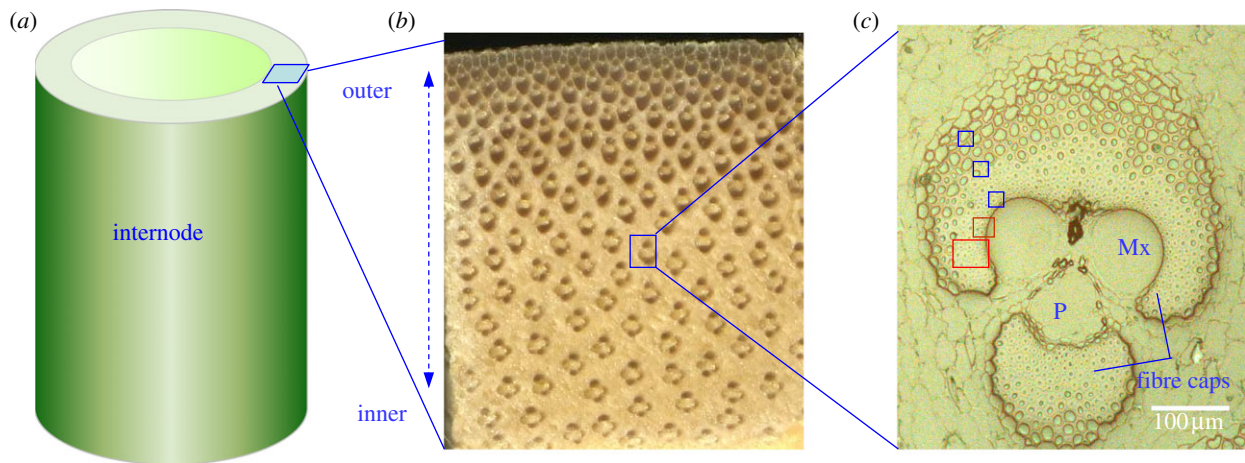 (a)
(b)
(c)
outer
internode
inner
Mx
P
fibre caps
100 µm